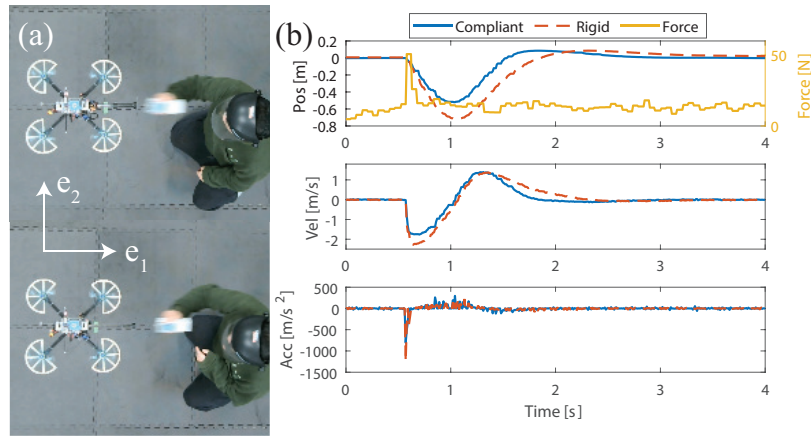 (a)
e2
e1
(b)
Compliant Rigid Force
Pos [m]
0.2
0
-0.2
-0.4
-0.6
-0.8
50
0
Force [N]
0 1 2 3 4
Vel [m/s]
1
0
-1
-2
0 1 2 3 4
Acc [m/s²]
500
0
-500
-1000
-1500
0 1 2 3 4
Time [s]